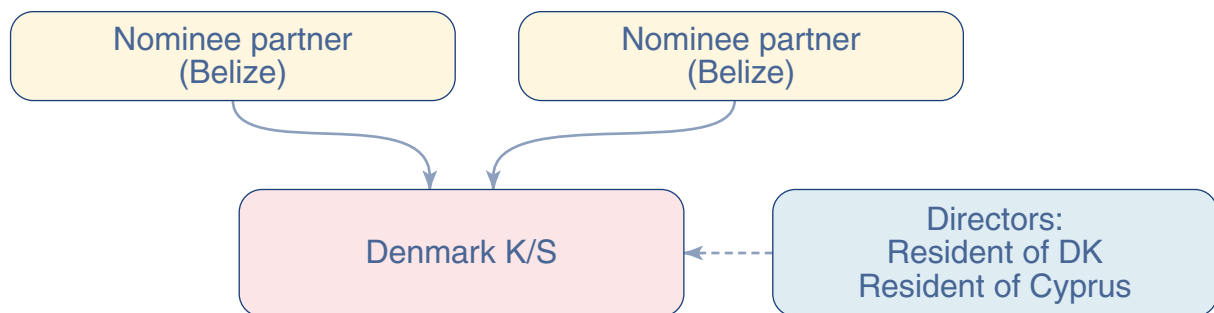 Nominee partner
(Belize)
Nominee partner
(Belize)
Denmark K/S
Directors:
Resident of DK
Resident of Cyprus